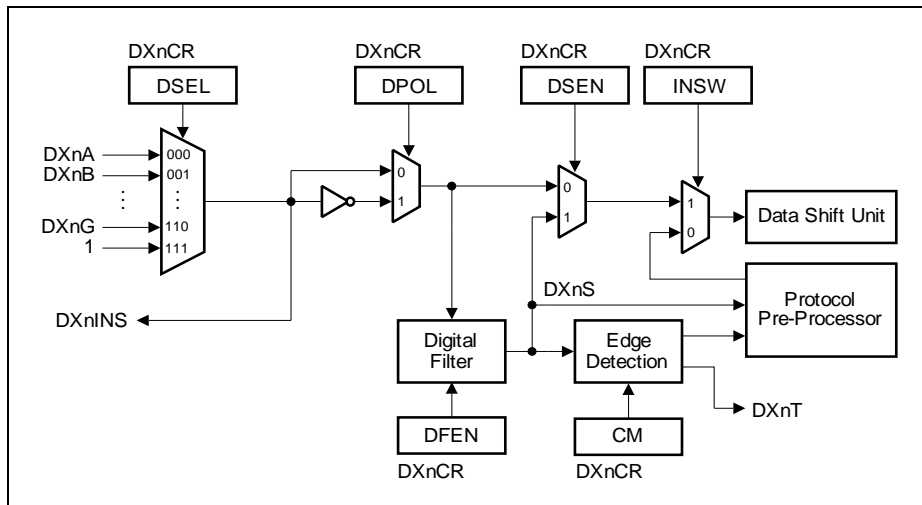 DXnCR
DXnCR
DXnCR
DXnCR
DSEL
DPOL
DSEN
INSW
DXnA
000
DXnB
001
⋮
⋮
DXnG
110
1
111
0
1
0
1
1
0
Data Shift Unit
DXnINS
DXnS
Protocol
Pre-Processor
Digital
Filter
Edge
Detection
DXnT
DFEN
CM
DXnCR
DXnCR